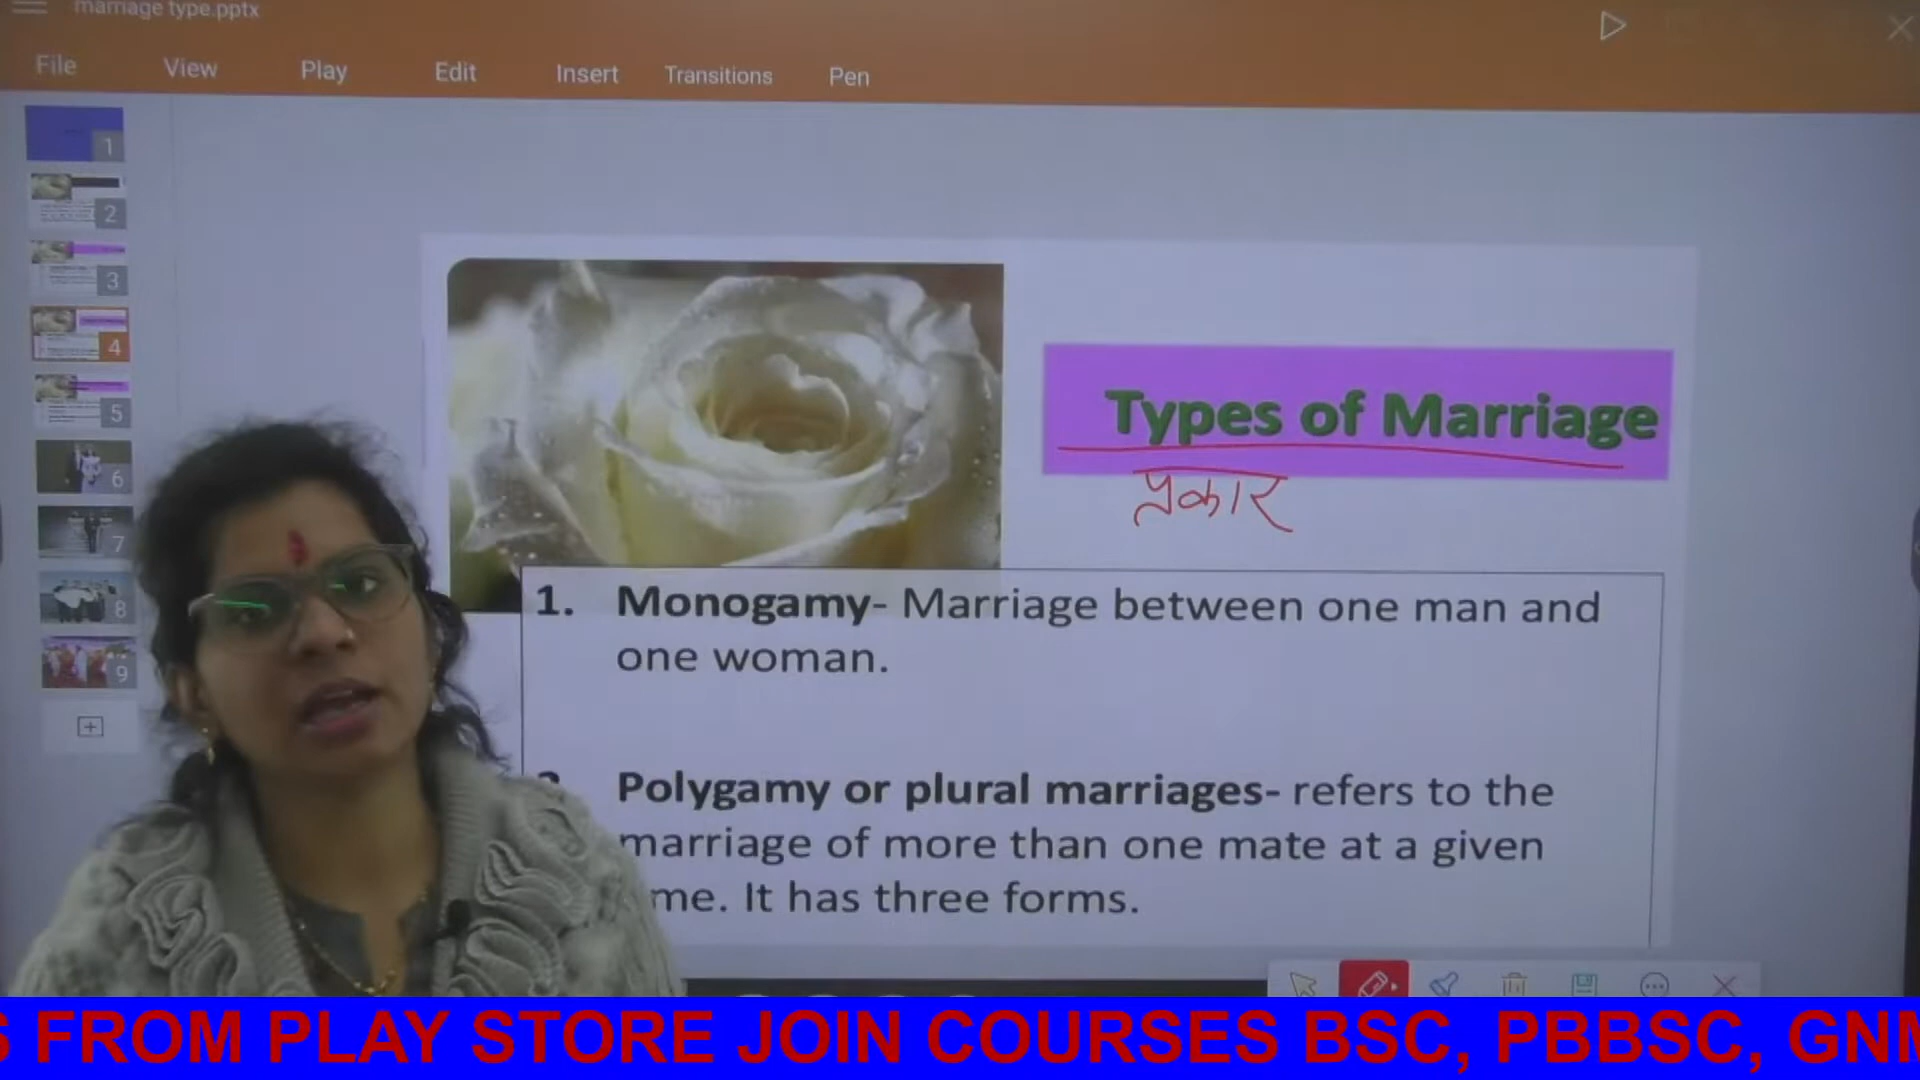 marriage type.pptx
File View Play Edit Insert Transitions Pen
1
2
3
4
5
6
7
8
9
Types of Marriage
प्रकार
1. Monogamy- Marriage between one man and
one woman.
Polygamy or plural marriages- refers to the
marriage of more than one mate at a given
me. It has three forms.
FROM PLAY STORE JOIN COURSES BSC, PBBSC, GNM